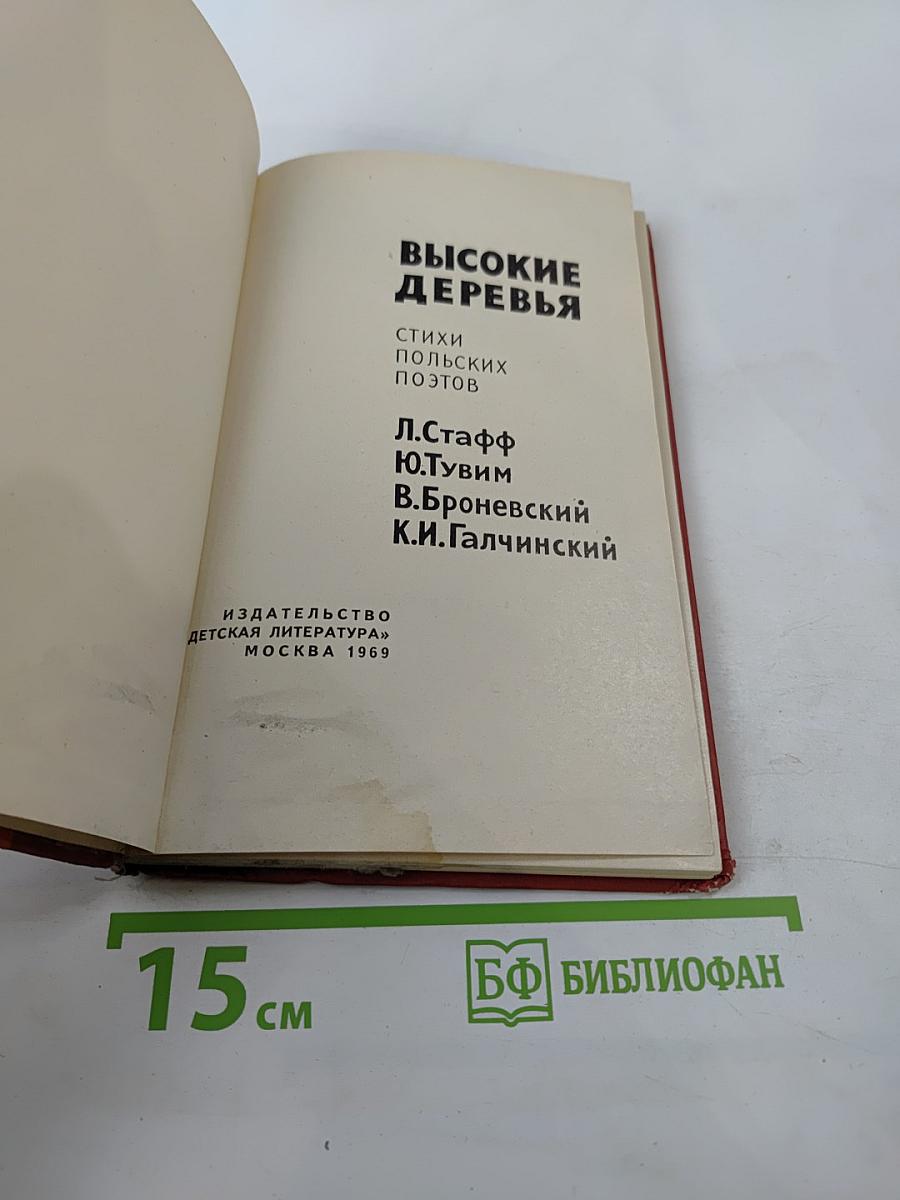 ВЫСОКИЕ
ДЕРЕВЬЯ
СТИХИ
ПОЛЬСКИХ
ПОЭТОВ
Л.Стафф
Ю.Тувим
В.Броневский
К.И.Галчинский
ИЗДАТЕЛЬСТВО
ДЕТСКАЯ ЛИТЕРАТУРА»
МОСКВА 1969
15 см
БФ БИБЛИОФАН